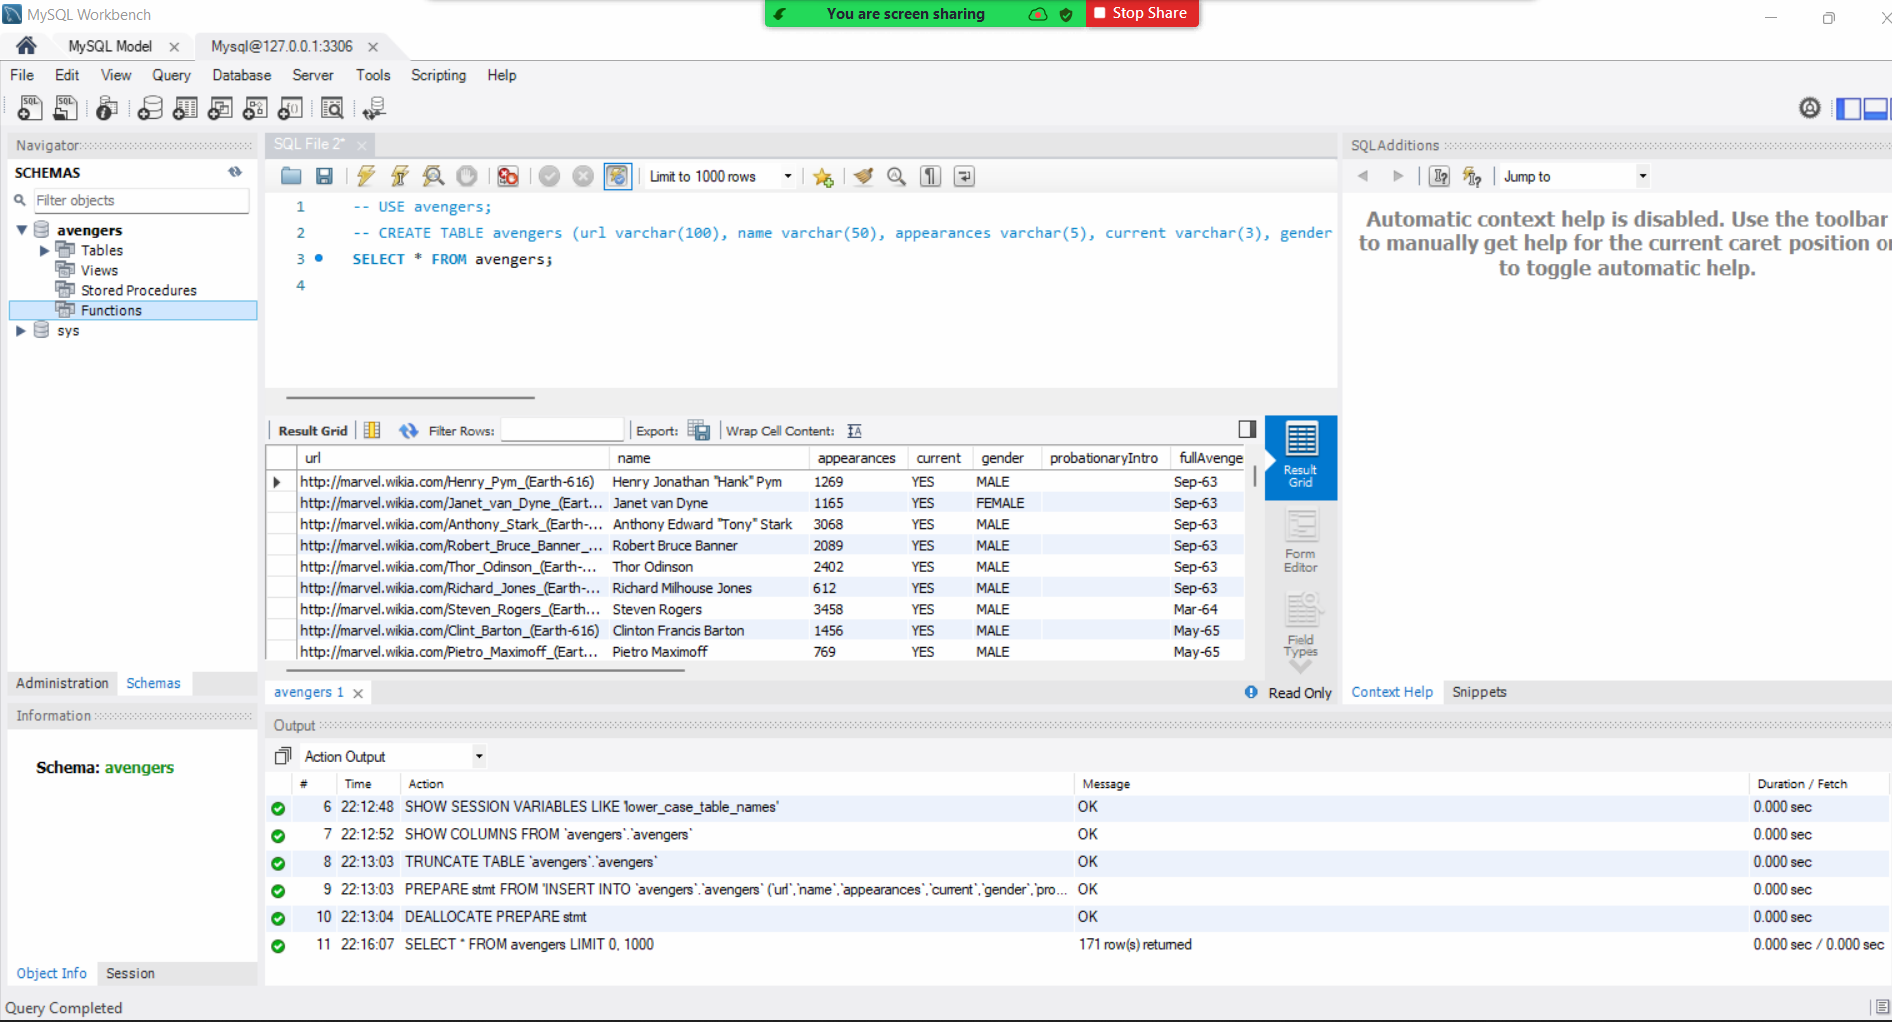 MySQL Workbench
You are screen sharing
Stop Share
MySQL Model
Mysql@127.0.0.1:3306
File Edit View Query Database Server Tools Scripting Help
Navigator
SCHEMAS
Filter objects
avengers
Tables
Views
Stored Procedures
Functions
sys
Administration Schemas
Information
Schema: avengers
Object Info Session
Query Completed
SQL File 2*
Limit to 1000 rows
1 -- USE avengers;
2 -- CREATE TABLE avengers (url varchar(100), name varchar(50), appearances varchar(5), current varchar(3), gender
3 SELECT * FROM avengers;
4
Result Grid Filter Rows: Export: Wrap Cell Content:
url name appearances current gender probationaryIntro fullAvenge
http://marvel.wikia.com/Henry_Pym_(Earth-616) Henry Jonathan "Hank" Pym 1269 YES MALE Sep-63
http://marvel.wikia.com/Janet_van_Dyne_(Eart... Janet van Dyne 1165 YES FEMALE Sep-63
http://marvel.wikia.com/Anthony_Stark_(Earth-... Anthony Edward "Tony" Stark 3068 YES MALE Sep-63
http://marvel.wikia.com/Robert_Bruce_Banner_... Robert Bruce Banner 2089 YES MALE Sep-63
http://marvel.wikia.com/Thor_Odinson_(Earth-... Thor Odinson 2402 YES MALE Sep-63
http://marvel.wikia.com/Richard_Jones_(Earth-... Richard Milhouse Jones 612 YES MALE Sep-63
http://marvel.wikia.com/Steven_Rogers_(Earth... Steven Rogers 3458 YES MALE Mar-64
http://marvel.wikia.com/Clint_Barton_(Earth-616) Clinton Francis Barton 1456 YES MALE May-65
http://marvel.wikia.com/Pietro_Maximoff_(Eart... Pietro Maximoff 769 YES MALE May-65
Result
Grid
Form
Editor
Field
Types
avengers 1
Read Only
SQLAdditions
Jump to
Automatic context help is disabled. Use the toolbar
to manually get help for the current caret position or
to toggle automatic help.
Context Help Snippets
Output
Action Output
# Time Action Message Duration / Fetch
6 22:12:48 SHOW SESSION VARIABLES LIKE 'lower_case_table_names' OK 0.000 sec
7 22:12:52 SHOW COLUMNS FROM `avengers`.`avengers` OK 0.000 sec
8 22:13:03 TRUNCATE TABLE `avengers`.`avengers` OK 0.000 sec
9 22:13:03 PREPARE stmt FROM 'INSERT INTO `avengers`.`avengers` (`url`,`name`,`appearances`,`current`,`gender`,`pro... OK 0.000 sec
10 22:13:04 DEALLOCATE PREPARE stmt OK 0.000 sec
11 22:16:07 SELECT * FROM avengers LIMIT 0, 1000 171 row(s) returned 0.000 sec / 0.000 sec